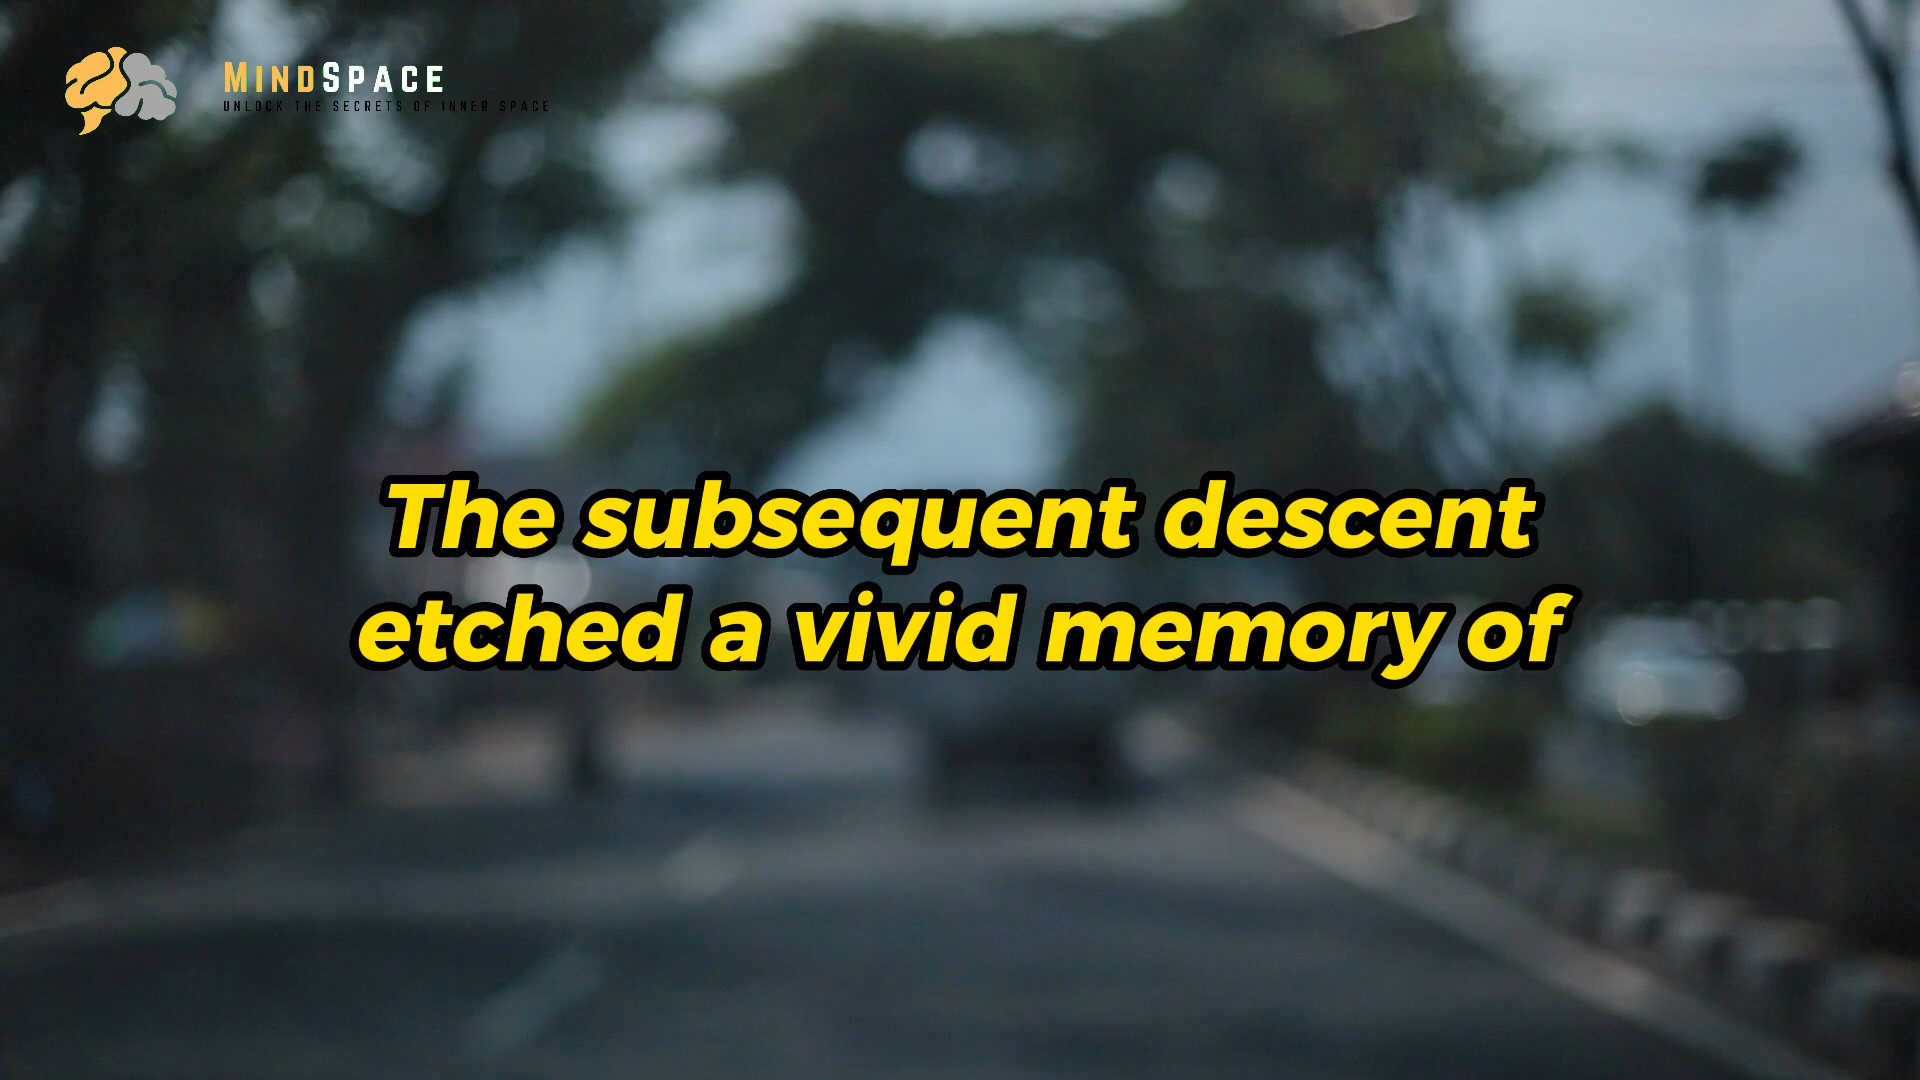 MINDSPACE
UNLOCK THE SECRETS OF INNER SPACE
The subsequent descent
etched a vivid memory of